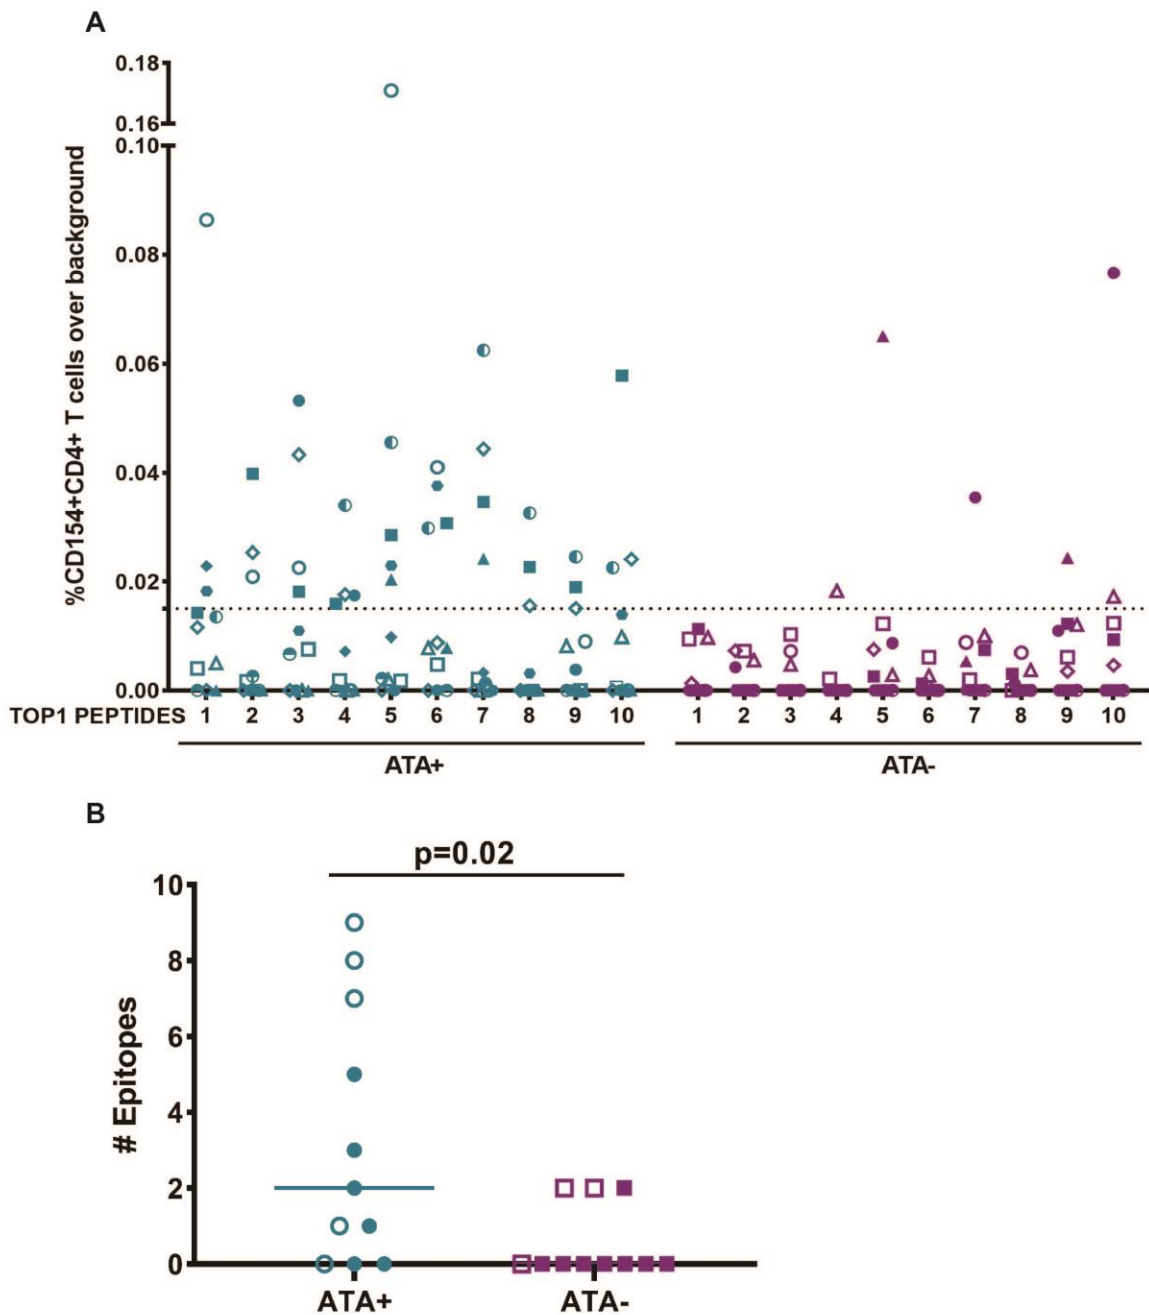 A
%CD154+CD4+ T cells over background
0.18
0.16
0.10
0.08
0.06
0.04
0.02
0.00
TOP1 PEPTIDES 1 2 3 4 5 6 7 8 9 10 1 2 3 4 5 6 7 8 9 10
ATA+ ATA-
B
p=0.02
# Epitopes
10
8
6
4
2
0
ATA+ ATA-